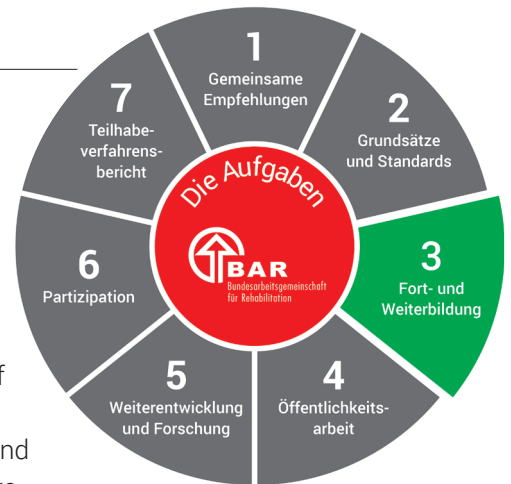 1
Gemeinsame
Empfehlungen
2
Grundsätze
und Standards
3
Fort- und
Weiterbildung
4
Öffentlichkeits-
arbeit
5
Weiterentwicklung
und Forschung
6
Partizipation
7
Teilhabe-
verfahrens-
bericht
Die Aufgaben
BAR
Bundesarbeitsgemeinschaft
für Rehabilitation